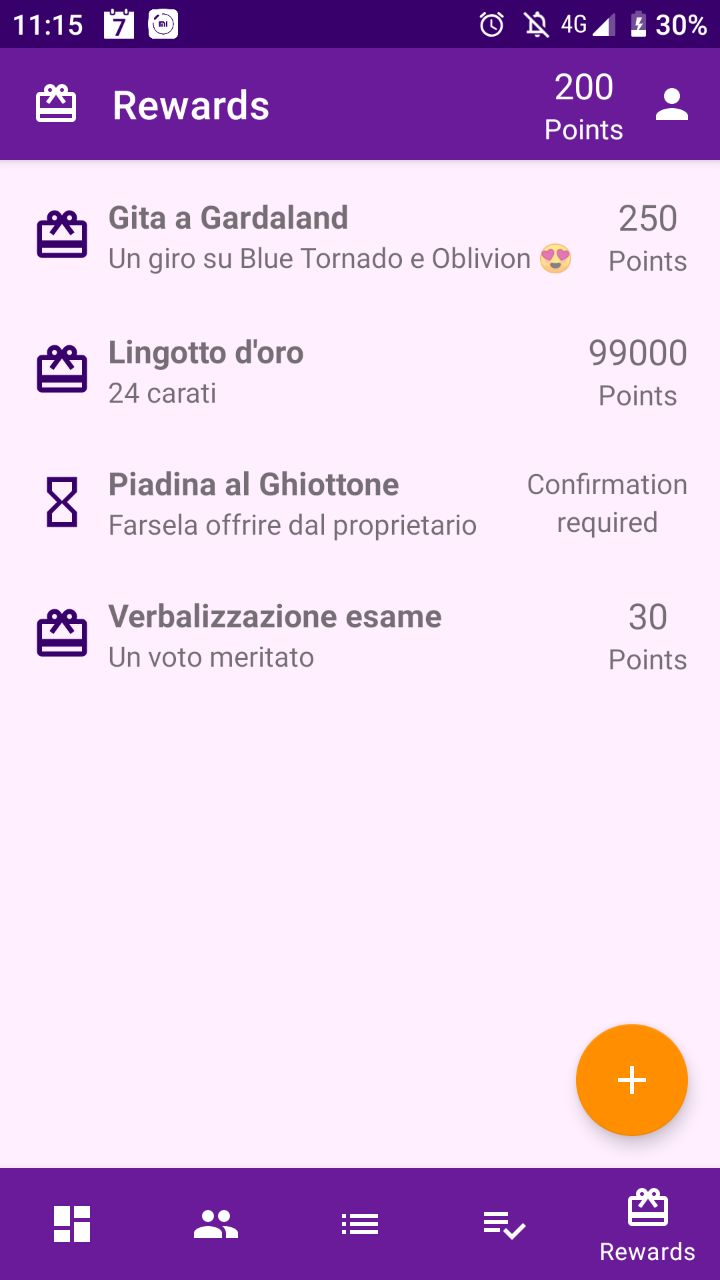 11:15 7 4G 30%
Rewards
200
Points
Gita a Gardaland
Un giro su Blue Tornado e Oblivion 😍
250
Points
Lingotto d'oro
24 carati
99000
Points
Piadina al Ghiottone
Farsela offrire dal proprietario
Confirmation
required
Verbalizzazione esame
Un voto meritato
30
Points
Rewards